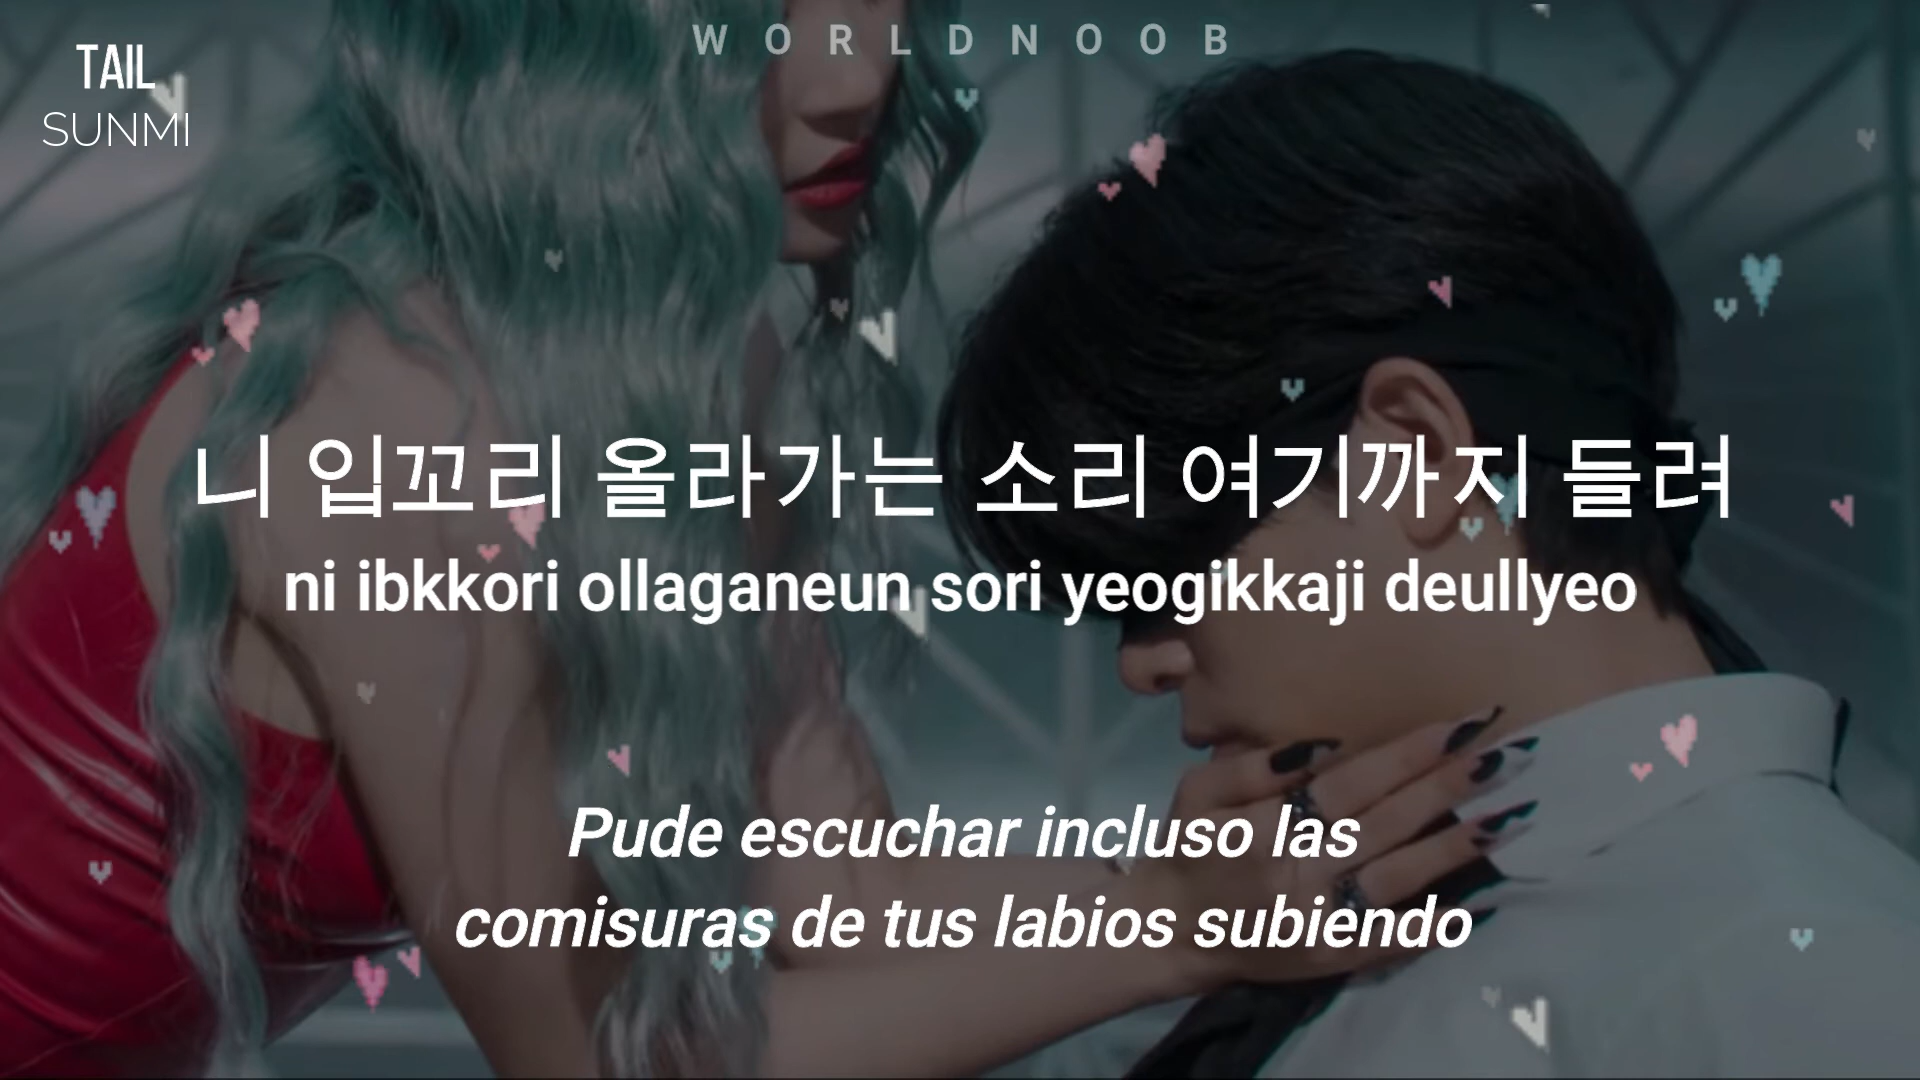 WORLDNOOB
TAIL
SUNMI
니 입꼬리 올라가는 소리 여기까지 들려
ni ibkkori ollaganeun sori yeogikkaji deullyeo
Pude escuchar incluso las
comisuras de tus labios subiendo